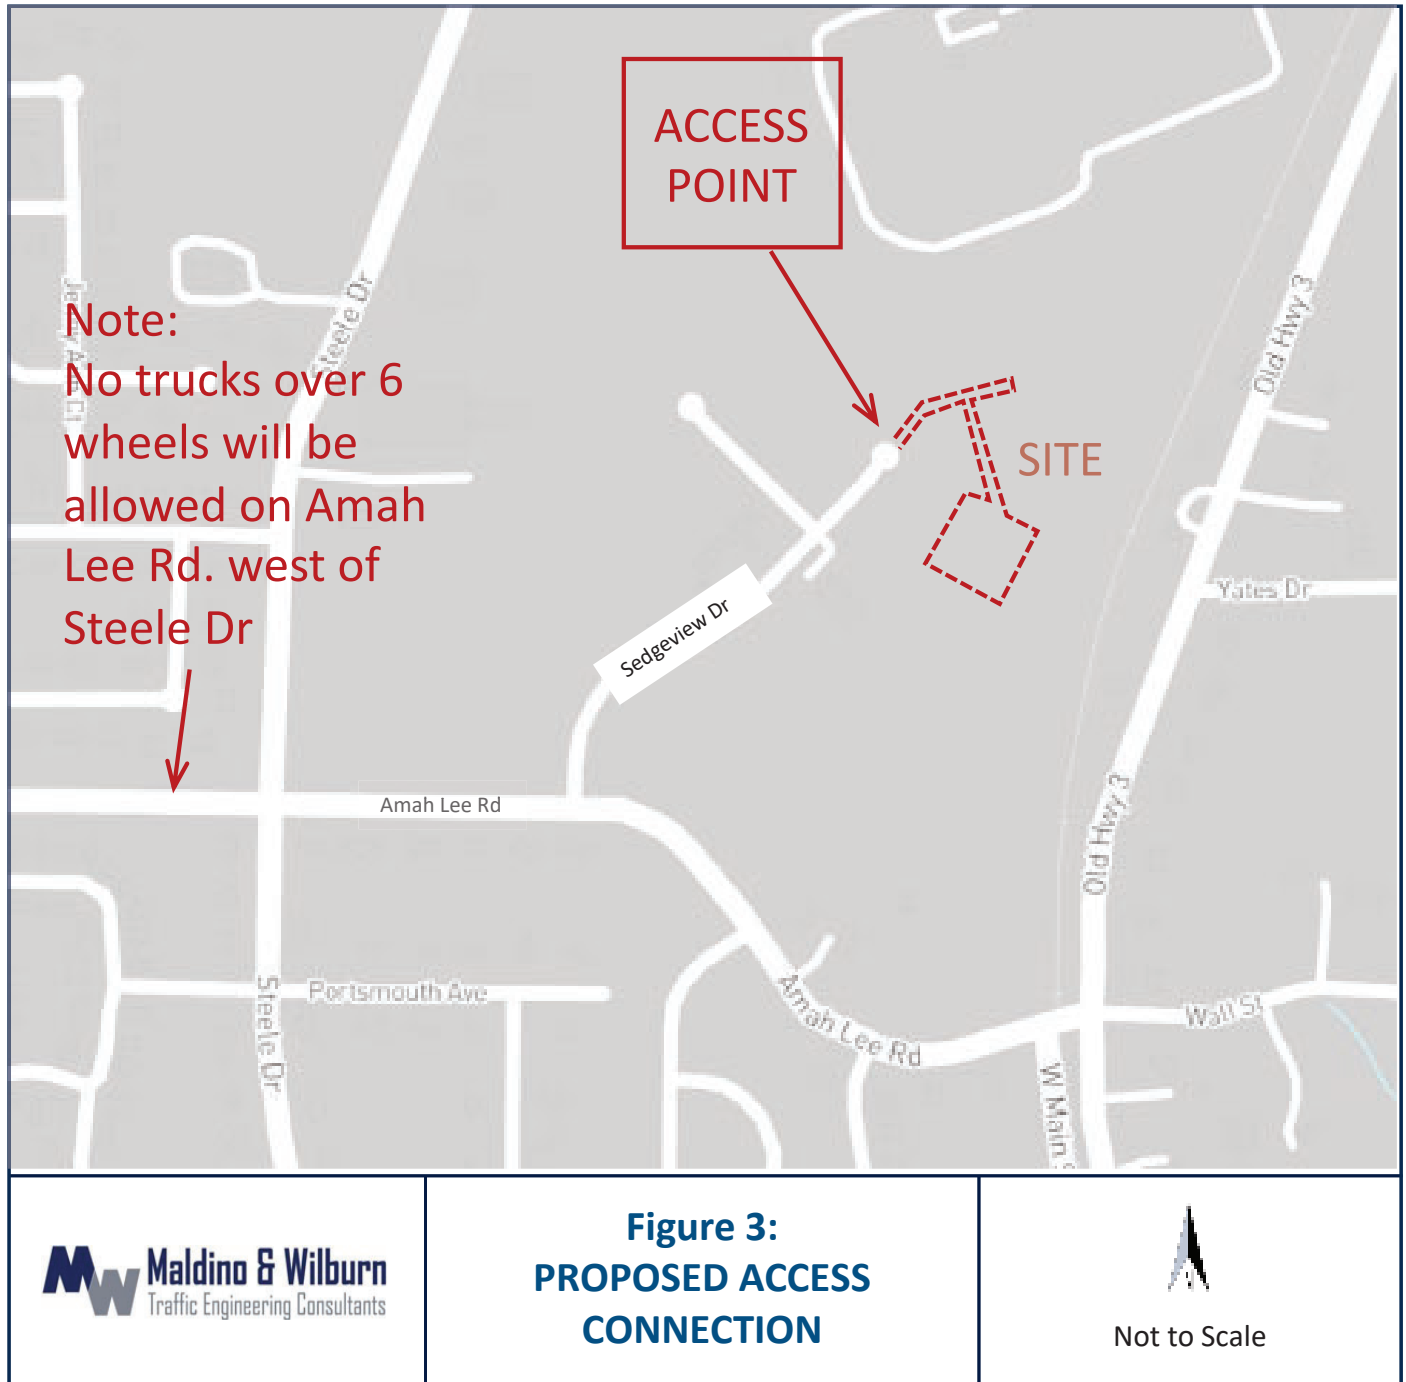 ACCESS
POINT
Steele Dr
Old Hwy 3
Note:
No trucks over 6
wheels will be
allowed on Amah
Lee Rd. west of
Steele Dr
SITE
Yates Dr
Sedgeview Dr
Amah Lee Rd
Old Hwy 3
Steele Dr
Portsmouth Ave
Amah Lee Rd
Wall St
W Main
Maldino & Wilburn
Traffic Engineering Consultants
MW
Figure 3:
PROPOSED ACCESS
CONNECTION
Not to Scale